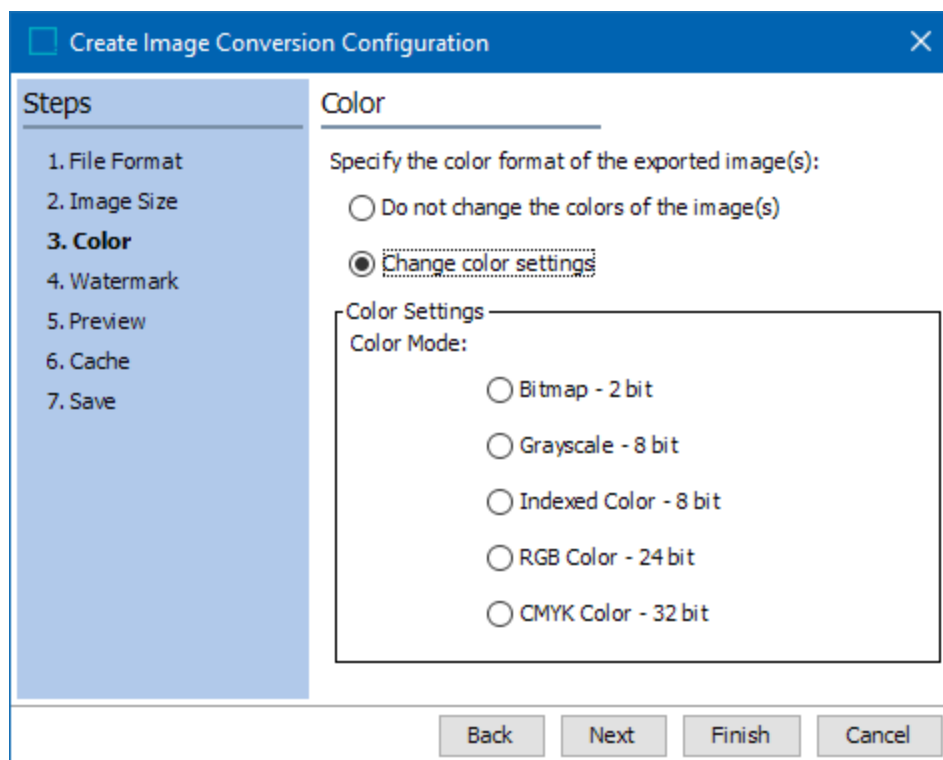 Create Image Conversion Configuration
Steps
1. File Format
2. Image Size
3. Color
4. Watermark
5. Preview
6. Cache
7. Save
Color
Specify the color format of the exported image(s):
Do not change the colors of the image(s)
Change color settings
Color Settings
Color Mode:
Bitmap - 2 bit
Grayscale - 8 bit
Indexed Color - 8 bit
RGB Color - 24 bit
CMYK Color - 32 bit
Back Next Finish Cancel